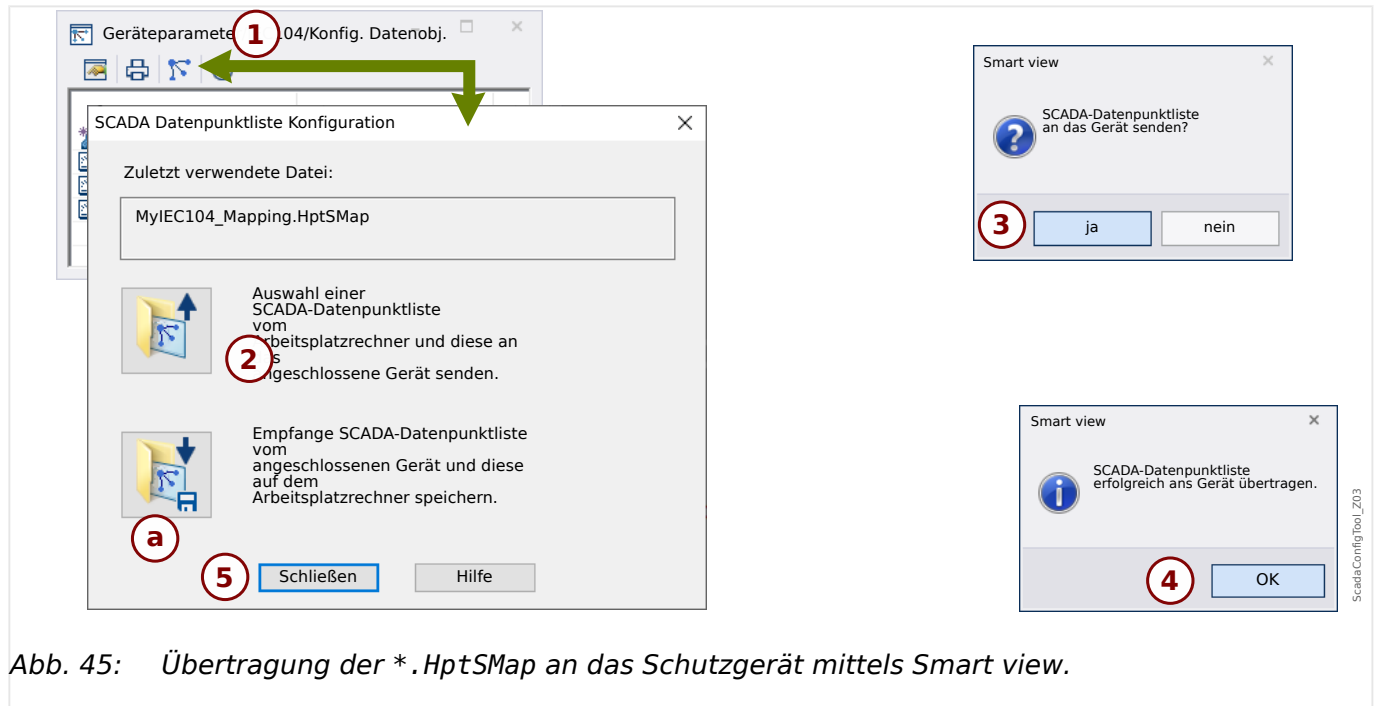 Geräteparamete 104/Konfig. Datenobj.
1
SCADA Datenpunktliste Konfiguration
Zuletzt verwendete Datei:
MyIEC104_Mapping.HptSMap
Auswahl einer
SCADA-Datenpunktliste
vom
Arbeitsplatzrechner und diese an
2
angeschlossene Gerät senden.
Empfange SCADA-Datenpunktliste
vom
angeschlossenen Gerät und diese
auf dem
Arbeitsplatzrechner speichern.
a
5
Schließen
Hilfe
Smart view
SCADA-Datenpunktliste
an das Gerät senden?
3
ja
nein
Smart view
SCADA-Datenpunktliste
erfolgreich ans Gerät übertragen.
4
OK
ScadaConfigTool_Z03
Abb. 45: Übertragung der *.HptSMap an das Schutzgerät mittels Smart view.